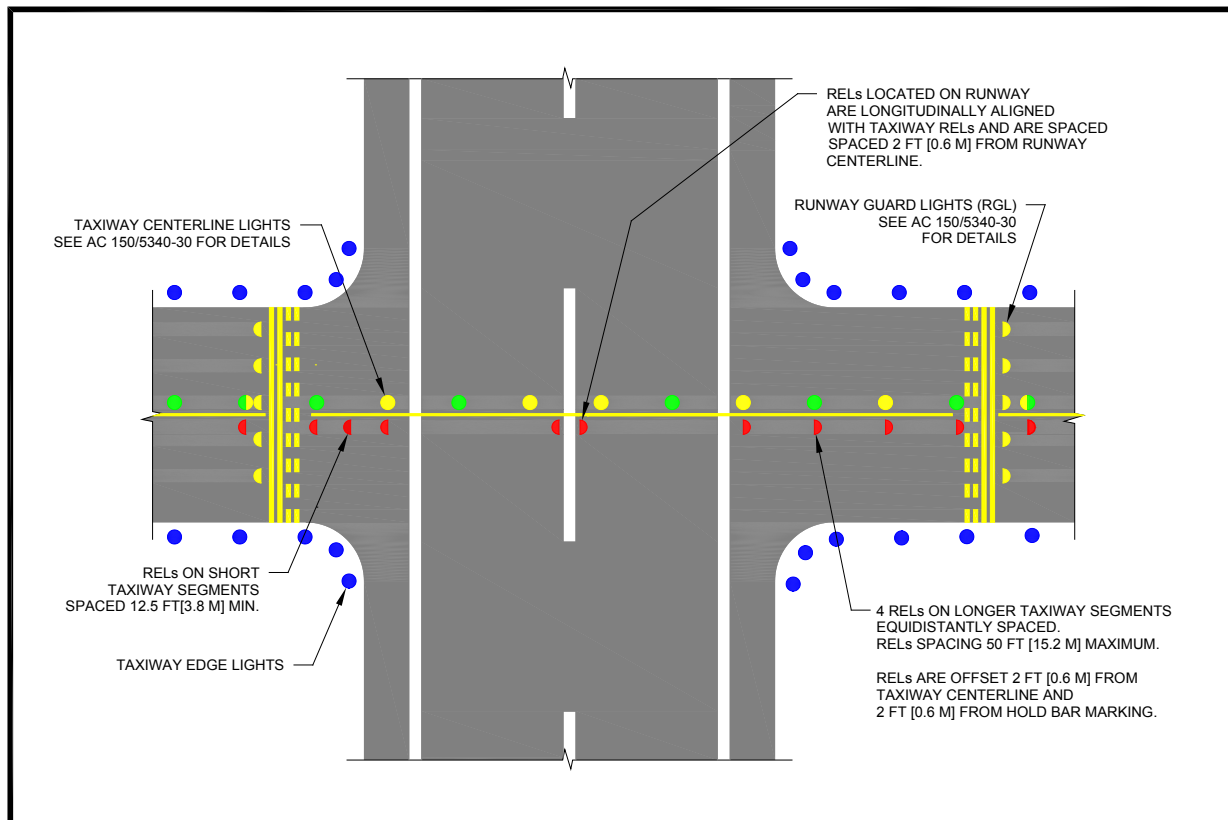 RELs LOCATED ON RUNWAY
ARE LONGITUDINALLY ALIGNED
WITH TAXIWAY RELs AND ARE SPACED
SPACED 2 FT [0.6 M] FROM RUNWAY
CENTERLINE.
TAXIWAY CENTERLINE LIGHTS
SEE AC 150/5340-30 FOR DETAILS
RUNWAY GUARD LIGHTS (RGL)
SEE AC 150/5340-30
FOR DETAILS
RELs ON SHORT
TAXIWAY SEGMENTS
SPACED 12.5 FT[3.8 M] MIN.
TAXIWAY EDGE LIGHTS
4 RELs ON LONGER TAXIWAY SEGMENTS
EQUIDISTANTLY SPACED.
RELs SPACING 50 FT [15.2 M] MAXIMUM.
RELs ARE OFFSET 2 FT [0.6 M] FROM
TAXIWAY CENTERLINE AND
2 FT [0.6 M] FROM HOLD BAR MARKING.